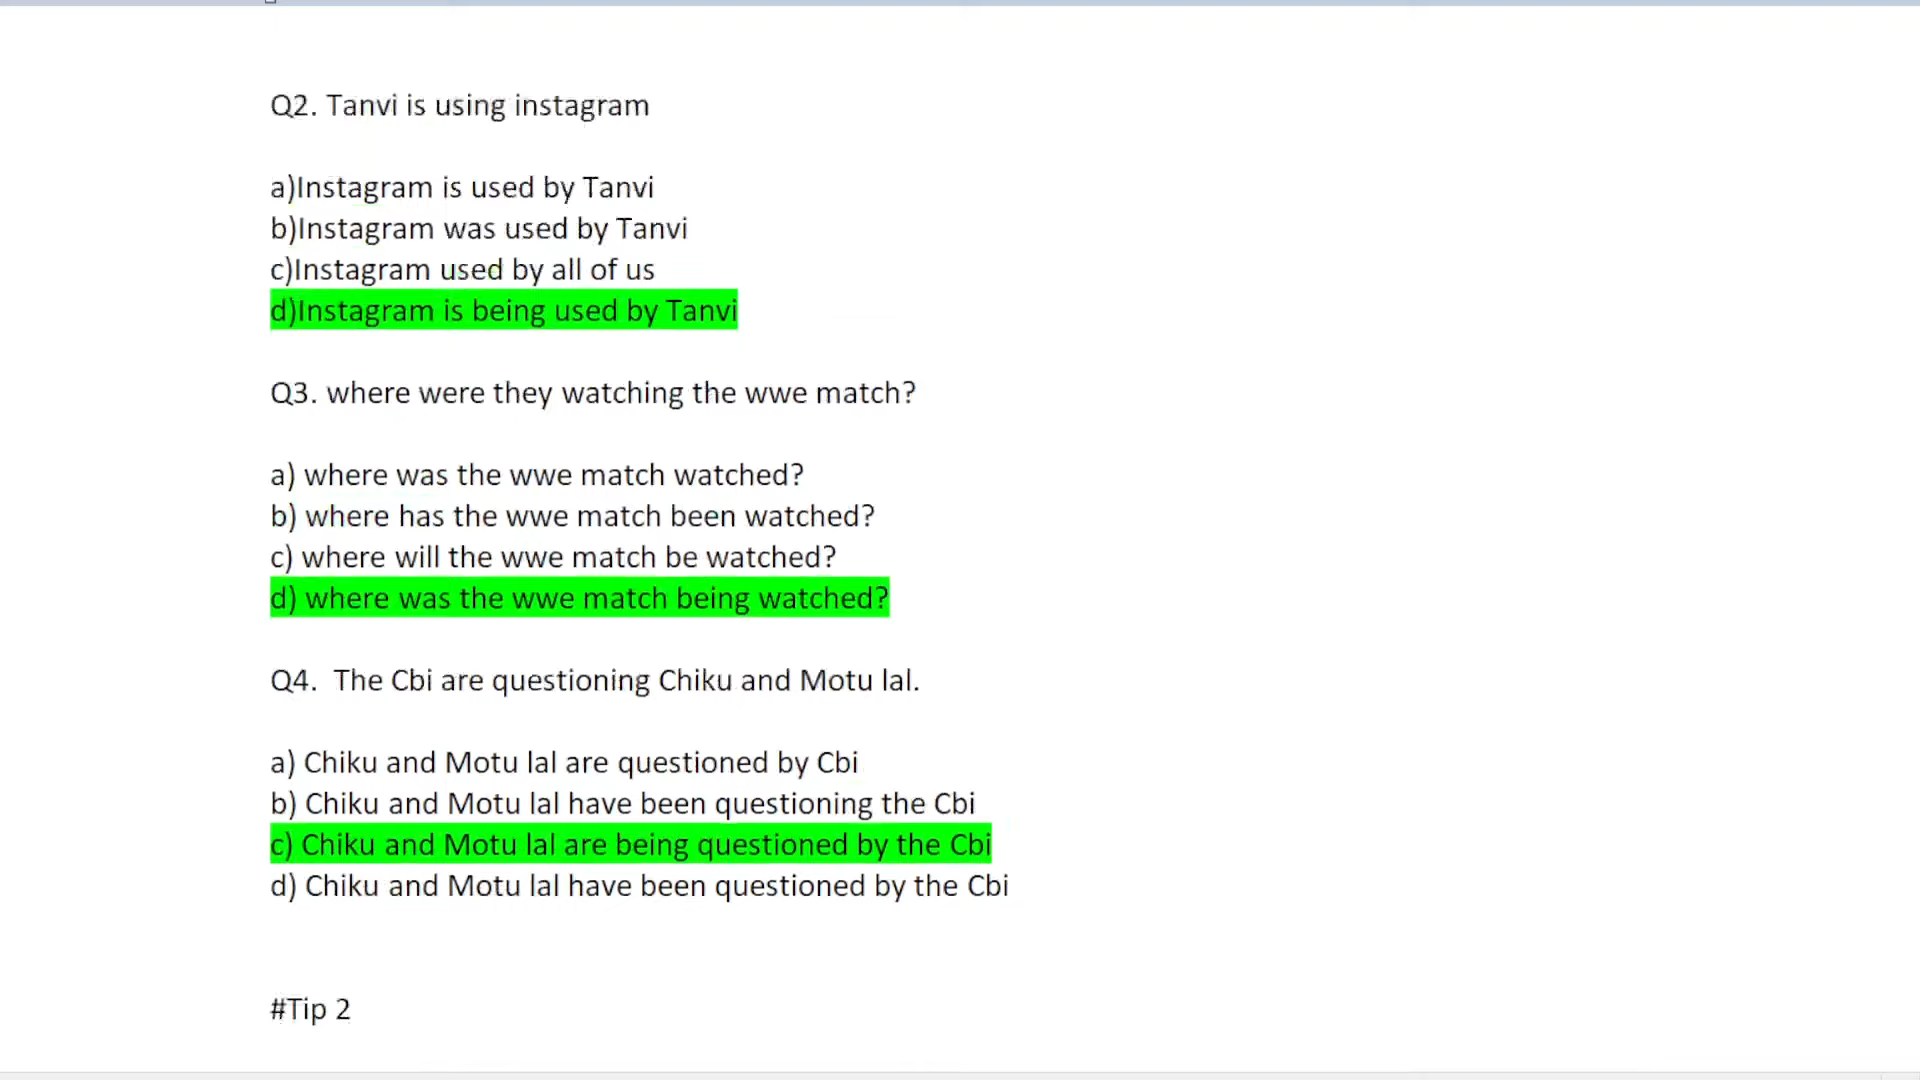 Q2. Tanvi is using instagram
a)Instagram is used by Tanvi
b)Instagram was used by Tanvi
c)Instagram used by all of us
d)Instagram is being used by Tanvi
Q3. where were they watching the wwe match?
a) where was the wwe match watched?
b) where has the wwe match been watched?
c) where will the wwe match be watched?
d) where was the wwe match being watched?
Q4.  The Cbi are questioning Chiku and Motu lal.
a) Chiku and Motu lal are questioned by Cbi
b) Chiku and Motu lal have been questioning the Cbi
c) Chiku and Motu lal are being questioned by the Cbi
d) Chiku and Motu lal have been questioned by the Cbi
#Tip 2